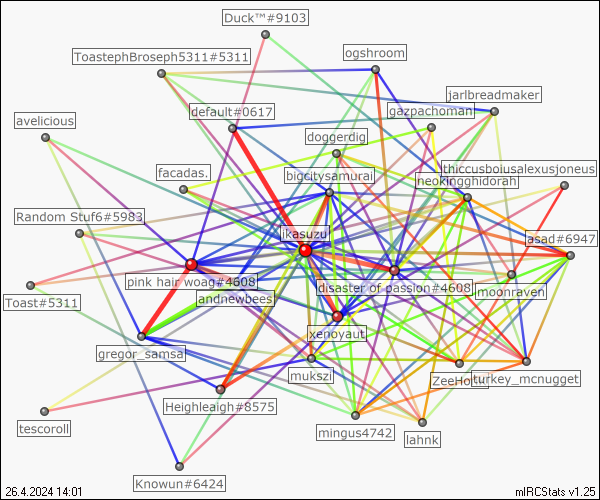 Duck™#9103
ToastephBroseph5311#5311
ogshroom
jarlbreadmaker
default#0617
gazpachoman
avelicious
doggerdig
thiccusboiusalexusjoneus
facadas.
bigcitysamurai
neokingghidorah
Random Stuf6#5983
jkasuzu
asad#6947
pink hair woag#4608
disaster of passion#4608
moonraven
Toast#5311
andnewbees
xenoyaut
gregor_samsa
mukszi
turkey_mcnugget
Heighleaigh#8575
tescoroll
mingus4742
lahnk
Knowun#6424
26.4.2024 14:01
mIRCStats v1.25